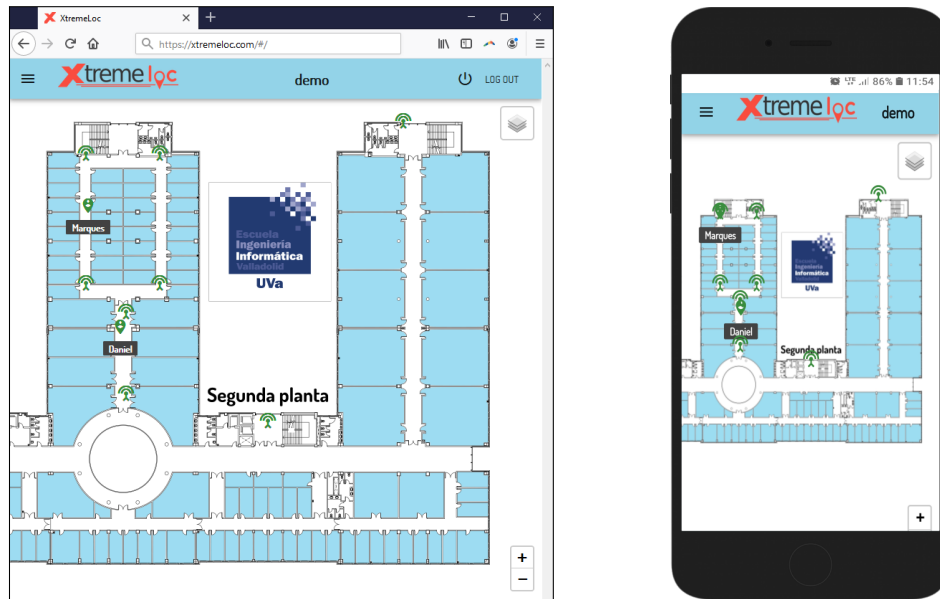 XtremeLoc
https://xtremeloc.com/#/
Xtreme loc
demo
LOG OUT
Marques
Escuela
Ingeniería
Informática
Valladolid
UVa
Daniel
Segunda planta
+
−
LTE 86% 11:54
Xtreme loc
demo
Marques
Escuela
Ingeniería
Informática
Valladolid
UVa
Daniel
Segunda planta
+